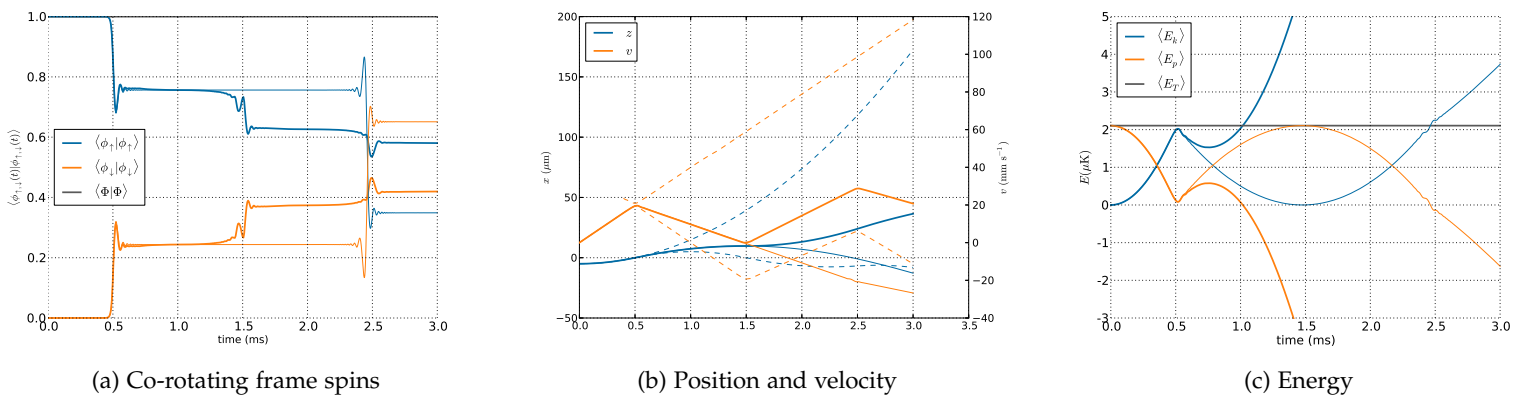 1.0
0.8
0.6
0.4
0.2
0.0
⟨ϕ↑,↓(t)|ϕ↑,↓(t)⟩
⟨ϕ↑|ϕ↑⟩
⟨ϕ↓|ϕ↓⟩
⟨Φ|Φ⟩
0.0 0.5 1.0 1.5 2.0 2.5 3.0
time (ms)
(a) Co-rotating frame spins
200
150
100
50
0
−50
x (μm)
z
v
120
100
80
60
40
20
0
−20
−40
v (mm s⁻¹)
0.0 0.5 1.0 1.5 2.0 2.5 3.0 3.5
(b) Position and velocity
5
4
3
2
1
0
-1
-2
-3
E(μK)
⟨Eₖ⟩
⟨Eₚ⟩
⟨E_T⟩
0.0 0.5 1.0 1.5 2.0 2.5 3.0
time (ms)
(c) Energy